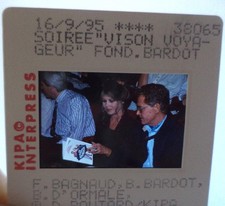 16/9/95 **** 38065
SOIREE"VISON VOYA-
GEUR" FOND.BARDOT
KIPA©
INTERPRESS
F.BAGNAUD,B.BARDOT,
B.D'ORMALE,